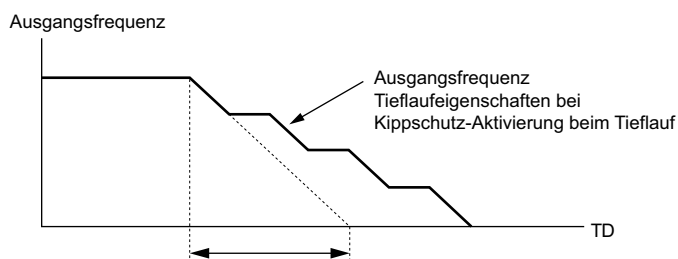 Ausgangsfrequenz
Ausgangsfrequenz
Tieflaufeigenschaften bei
Kippschutz-Aktivierung beim Tieflauf
TD